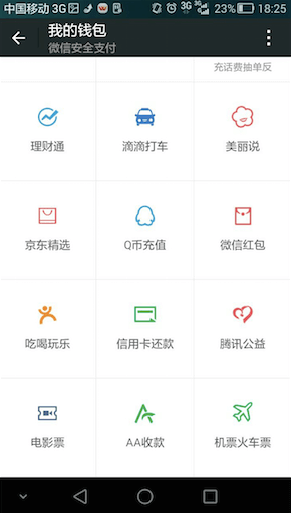 中国移动 3G
3G
23%
18:25
我的钱包
微信安全支付
充话费抽单反
理财通
滴滴打车
美丽说
京东精选
Q币充值
微信红包
吃喝玩乐
信用卡还款
腾讯公益
电影票
AA收款
机票火车票